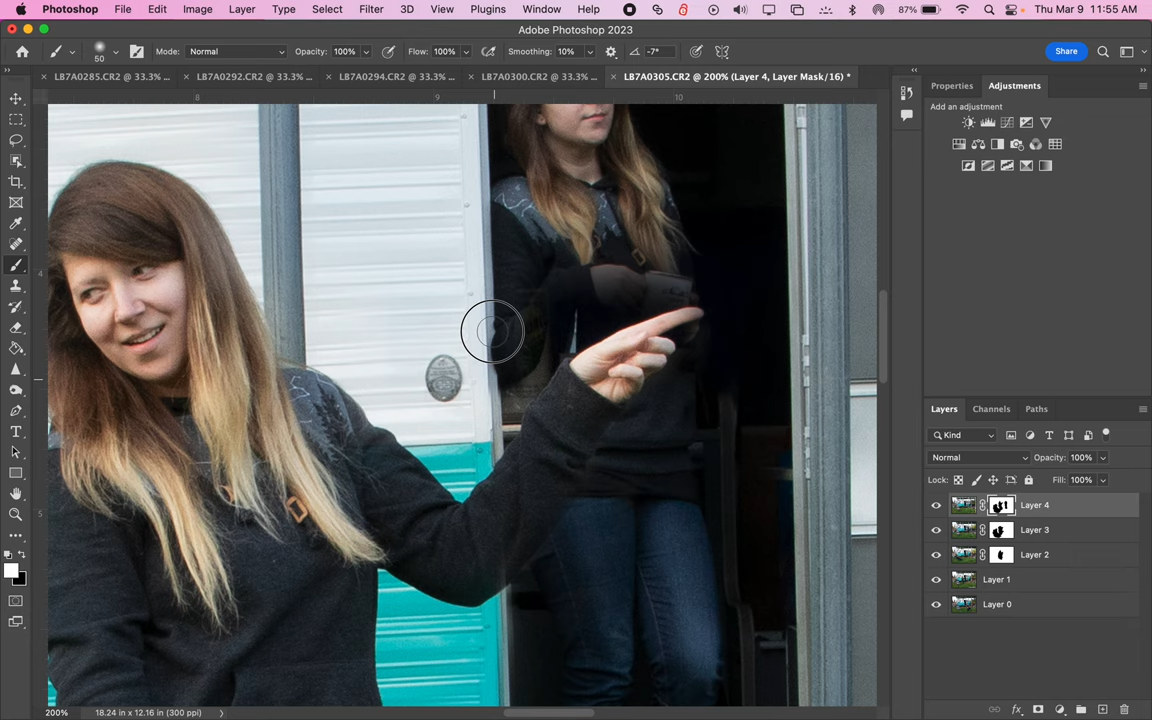 Photoshop File Edit Image Layer Type Select Filter 3D View Plugins Window Help 87% Thu Mar 9 11:55 AM
Adobe Photoshop 2023
50 Mode: Normal Opacity: 100% Flow: 100% Smoothing: 10% -7° Share
LB7A0285.CR2 @ 33.3% ... LB7A0292.CR2 @ 33.3% ... LB7A0294.CR2 @ 33.3% ... LB7A0300.CR2 @ 33.3% ... LB7A0305.CR2 @ 200% (Layer 4, Layer Mask/16) *
Properties Adjustments
8 9 10
Add an adjustment
4
5
Layers Channels Paths
Kind
Normal Opacity: 100%
Lock: Fill: 100%
Layer 4
Layer 3
Layer 2
Layer 1
Layer 0
200% 18.24 in x 12.16 in (300 ppi)